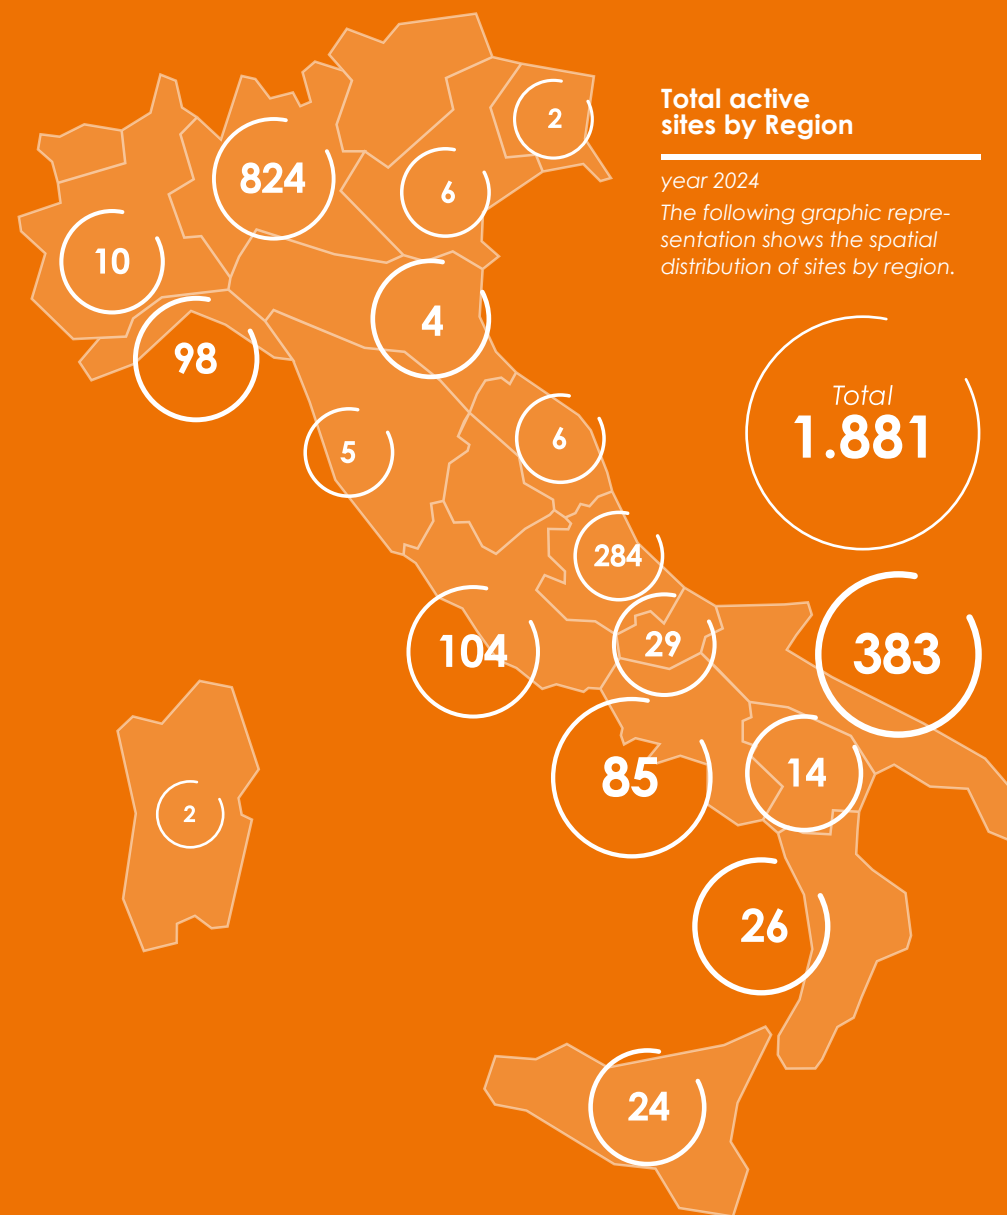 Total active
sites by Region
year 2024
The following graphic repre-
sentation shows the spatial
distribution of sites by region.
2
824
6
10
4
98
Total
1.881
5
6
284
104
29
383
85
14
2
26
24